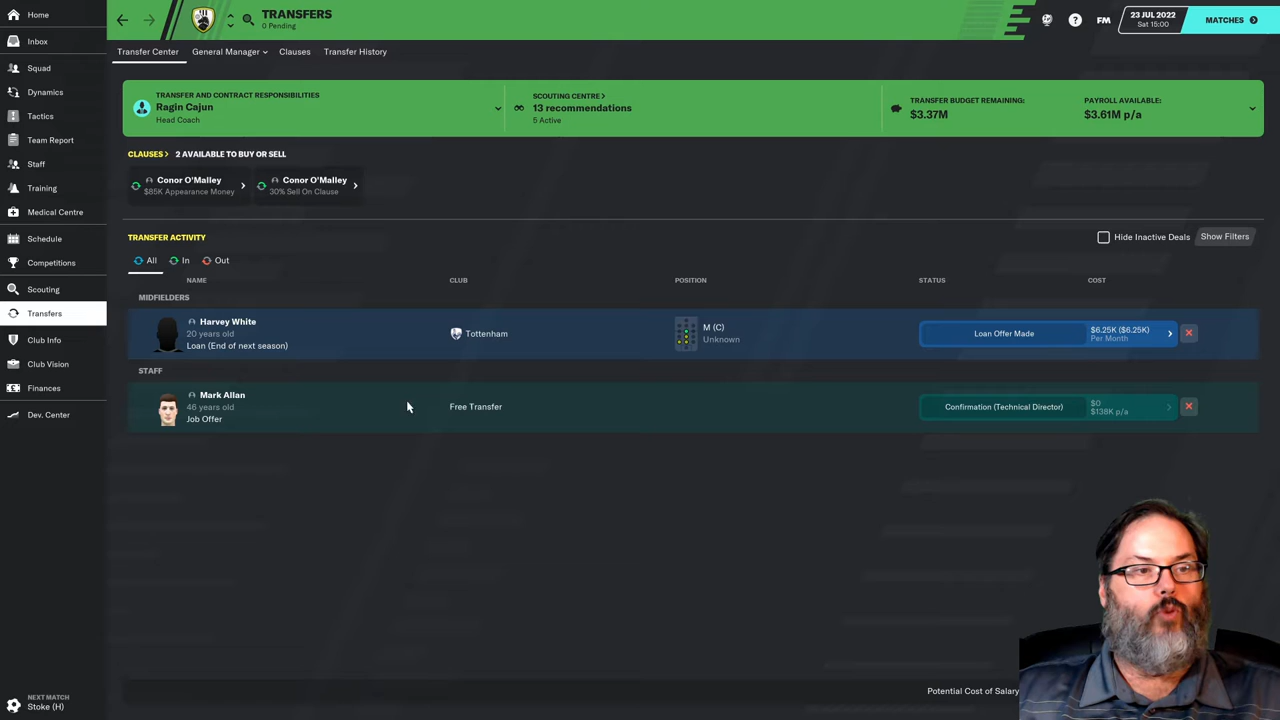 Home
Inbox
Squad
Dynamics
Tactics
Team Report
Staff
Training
Medical Centre
Schedule
Competitions
Scouting
Transfers
Club Info
Club Vision
Finances
Dev. Center
NEXT MATCH
Stoke (H)
TRANSFERS
0 Pending
FM
23 JUL 2022
Sat 15:00
MATCHES
Transfer Center
General Manager
Clauses
Transfer History
TRANSFER AND CONTRACT RESPONSIBILITIES
Ragin Cajun
Head Coach
SCOUTING CENTRE >
13 recommendations
5 Active
TRANSFER BUDGET REMAINING:
$3.37M
PAYROLL AVAILABLE:
$3.61M p/a
CLAUSES > 2 AVAILABLE TO BUY OR SELL
Conor O'Malley
$85K Appearance Money
Conor O'Malley
30% Sell On Clause
TRANSFER ACTIVITY
Hide Inactive Deals
Show Filters
All
In
Out
NAME
CLUB
POSITION
STATUS
COST
MIDFIELDERS
Harvey White
20 years old
Loan (End of next season)
Tottenham
M (C)
Unknown
Loan Offer Made
$6.25K ($6.25K)
Per Month
STAFF
Mark Allan
46 years old
Job Offer
Free Transfer
Confirmation (Technical Director)
$0
$138K p/a
Potential Cost of Salary